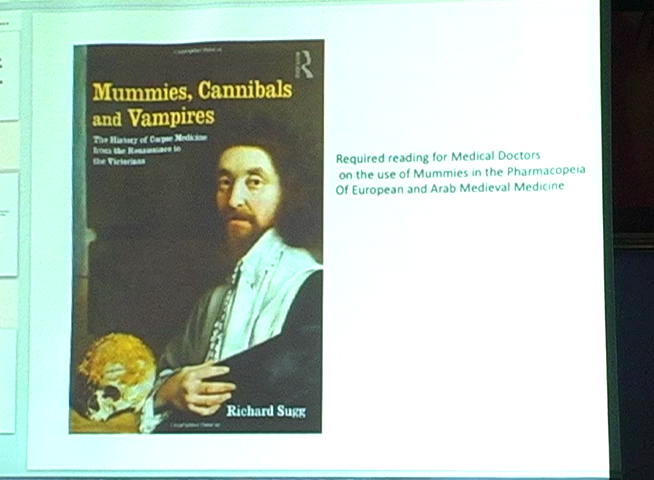 Mummies, Cannibals
and Vampires
The History of Corpse Medicine
from the Renaissance to
the Victorians
Richard Sugg
Required reading for Medical Doctors
on the use of Mummies in the Pharmacopeia
Of European and Arab Medieval Medicine